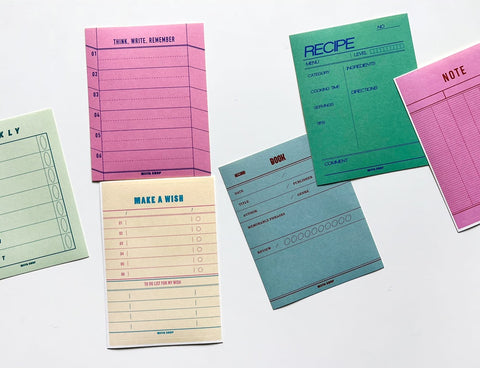 KLY
THINK, WRITE, REMEMBER
01
02
03
04
05
06
MAKE A WISH
01
02
03
04
05
06
TO DO LIST FOR MY WISH
RECORD
BOOK
DATE
/ PUBLISHER
TITLE
/ GENRE
AUTHOR
MEMORABLE PHRASES
REVIEW /
RECIPE
NO.
MENU
LEVEL
CATEGORY
INGREDIENTS
COOKING TIME
DIRECTIONS
SERVINGS
TIPS
COMMENT
NOTE